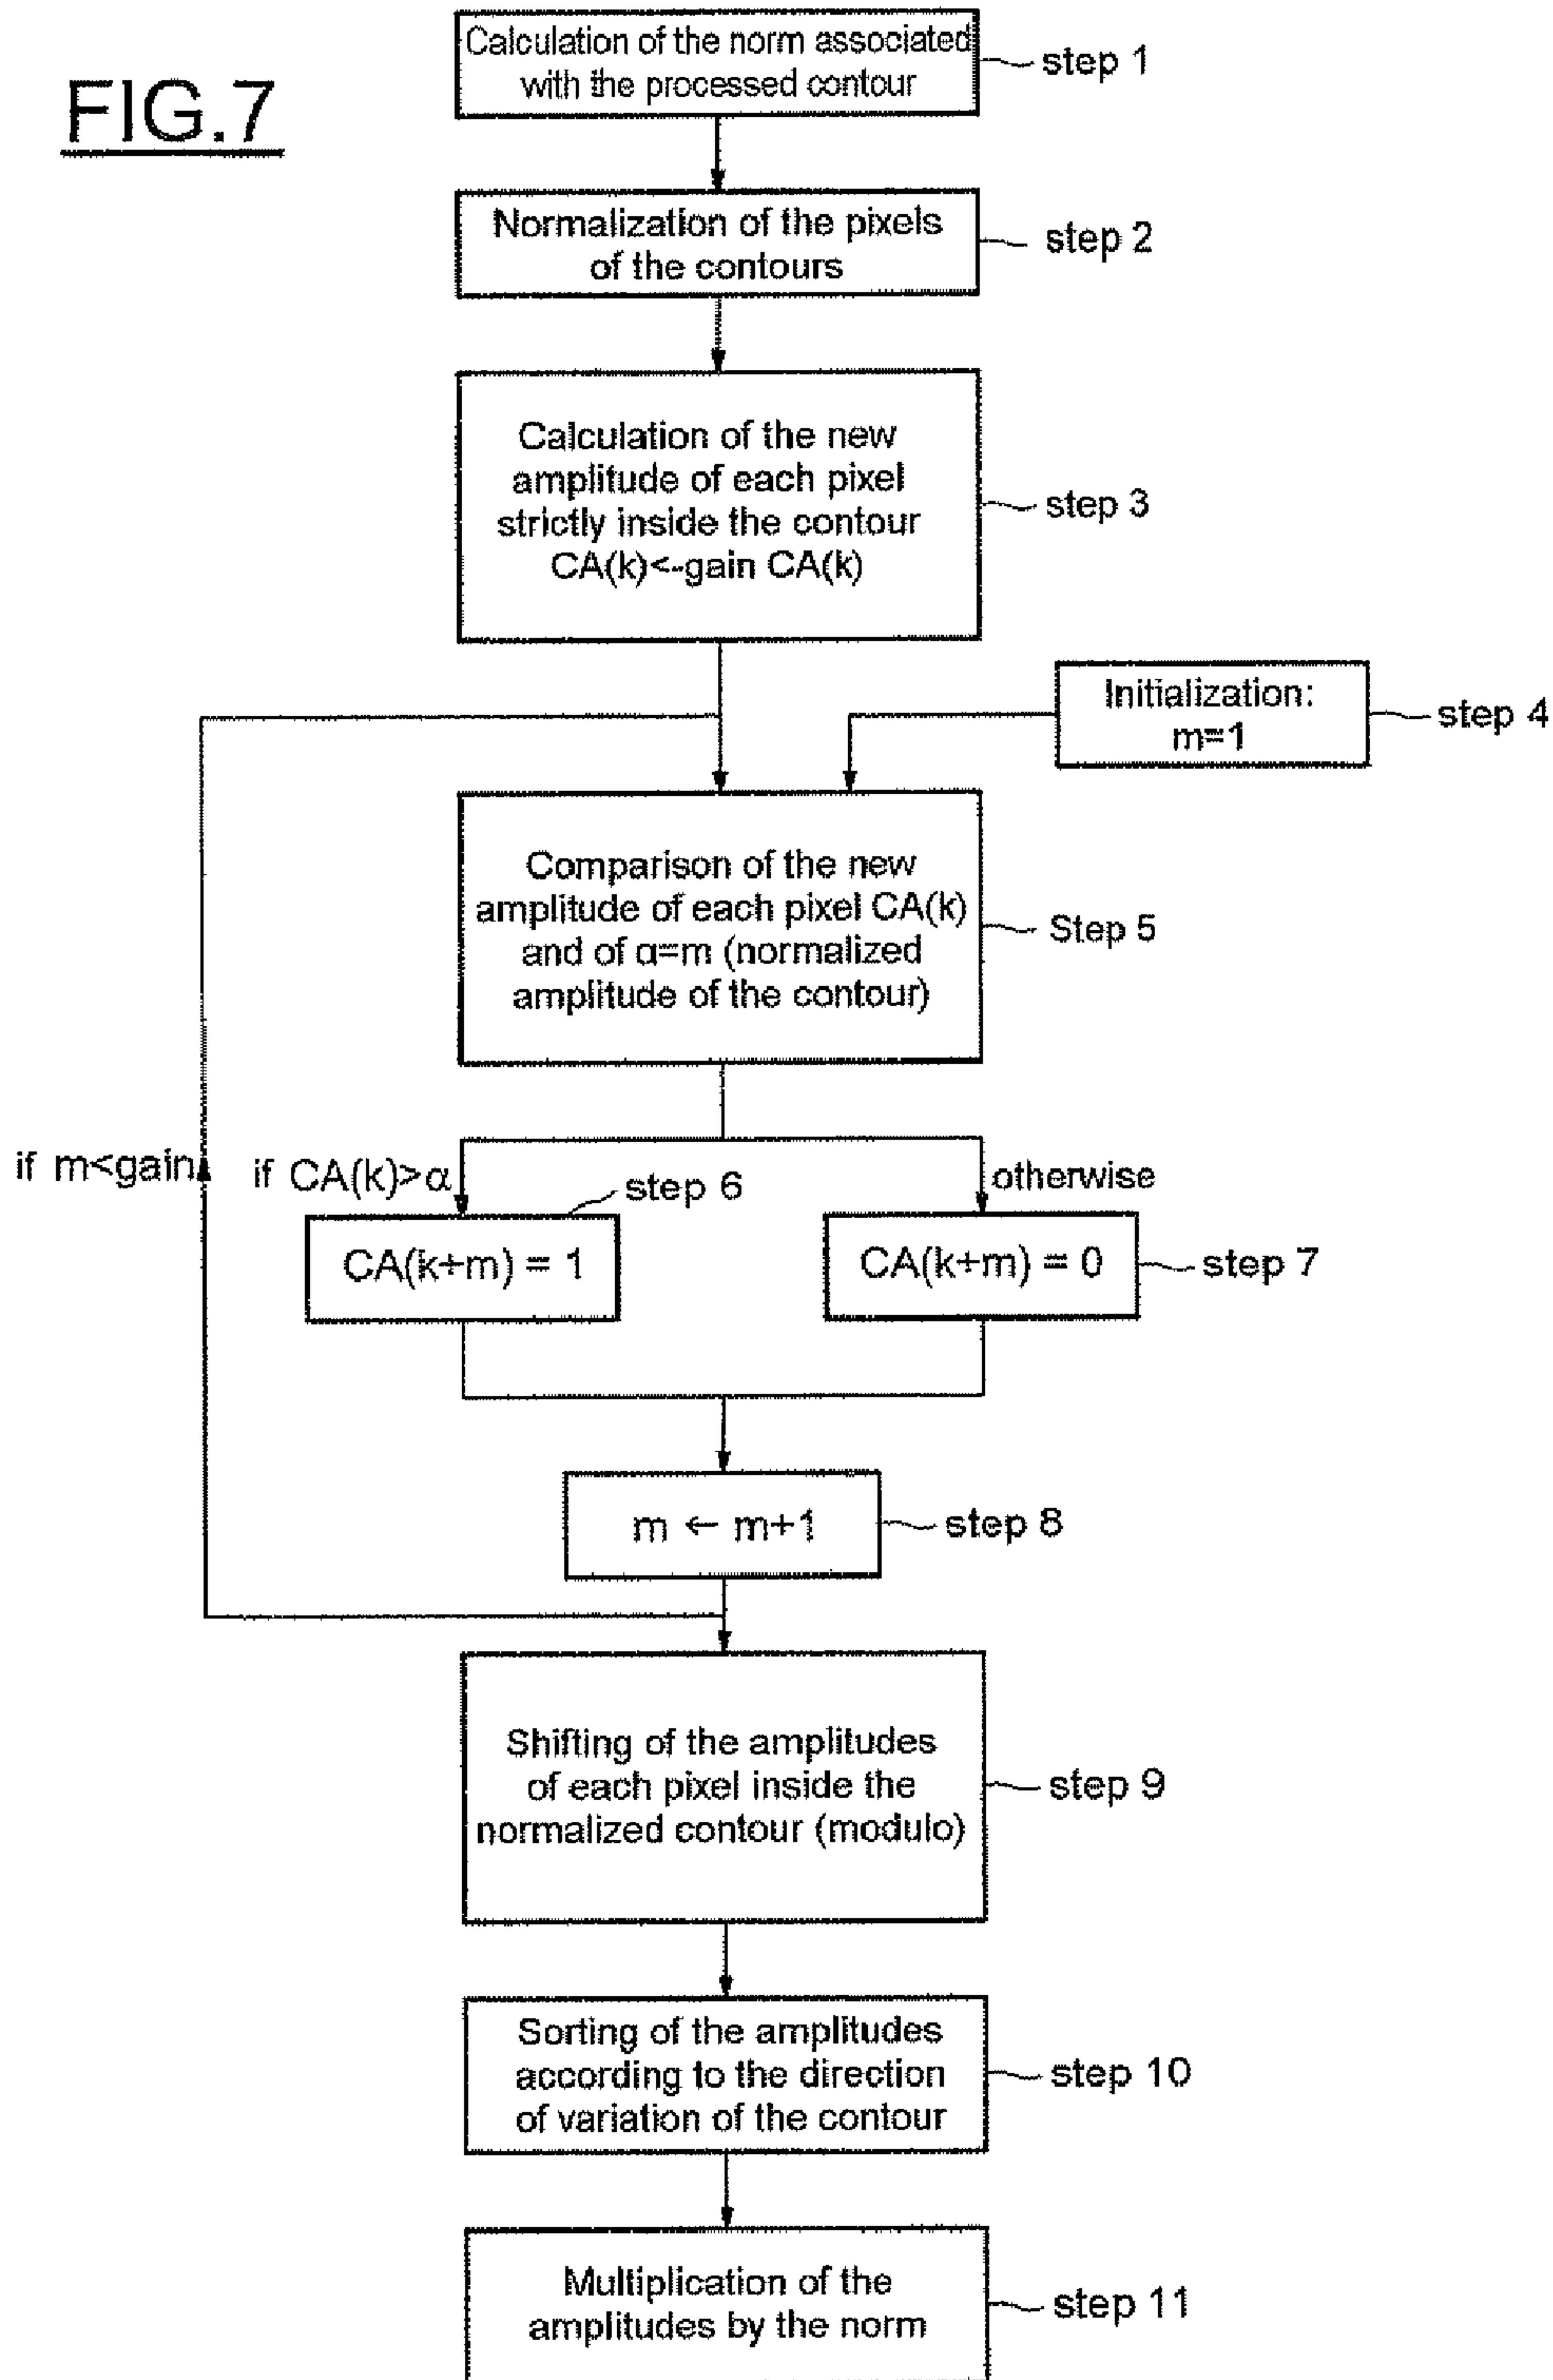 FIG.7
Calculation of the norm associated
with the processed contour
step 1
Normalization of the pixels
of the contours
step 2
Calculation of the new
amplitude of each pixel
strictly inside the contour
CA(k)<-gain CA(k)
step 3
Initialization:
m=1
step 4
Comparison of the new
amplitude of each pixel CA(k)
and of α=m (normalized
amplitude of the contour)
Step 5
if m<gain
if CA(k)>α
step 6
otherwise
CA(k+m) = 1
CA(k+m) = 0
step 7
m ← m+1
step 8
Shifting of the amplitudes
of each pixel inside the
normalized contour (modulo)
step 9
Sorting of the amplitudes
according to the direction
of variation of the contour
step 10
Multiplication of the
amplitudes by the norm
step 11